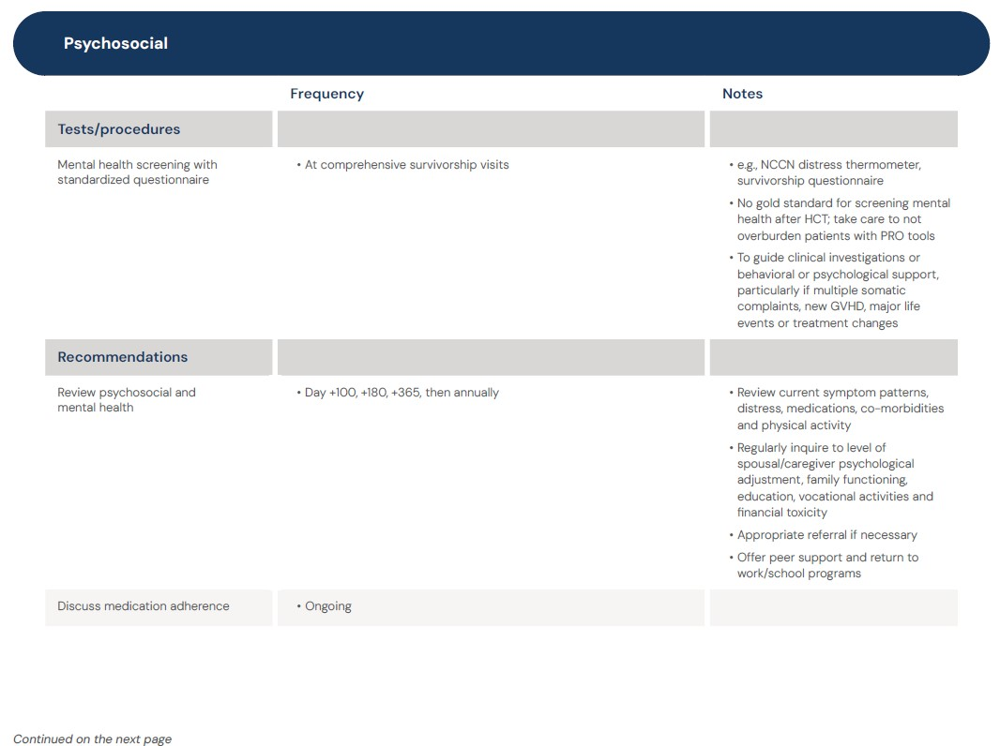 Psychosocial
Frequency
Notes
Tests/procedures
Mental health screening with
standardized questionnaire
• At comprehensive survivorship visits
• e.g., NCCN distress thermometer,
survivorship questionnaire
• No gold standard for screening mental
health after HCT; take care to not
overburden patients with PRO tools
• To guide clinical investigations or
behavioral or psychological support,
particularly if multiple somatic
complaints, new GVHD, major life
events or treatment changes
Recommendations
Review psychosocial and
mental health
• Day +100, +180, +365, then annually
• Review current symptom patterns,
distress, medications, co-morbidities
and physical activity
• Regularly inquire to level of
spousal/caregiver psychological
adjustment, family functioning,
education, vocational activities and
financial toxicity
• Appropriate referral if necessary
• Offer peer support and return to
work/school programs
Discuss medication adherence
• Ongoing
Continued on the next page